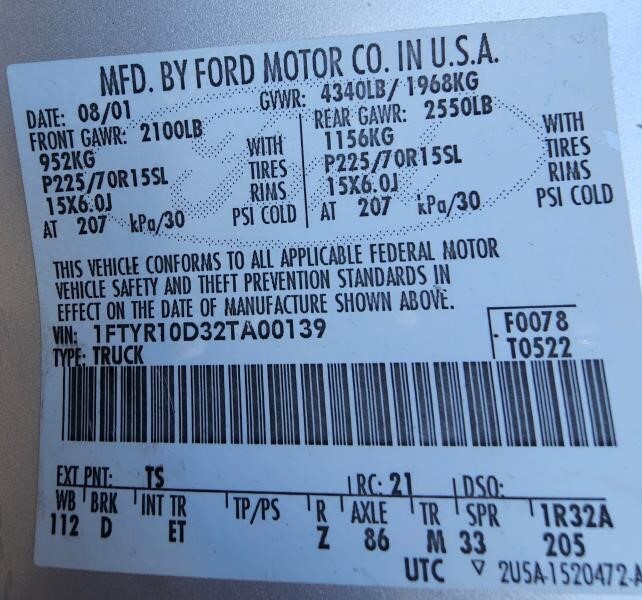 MFD. BY FORD MOTOR CO. IN U.S.A.
DATE: 08/01 GVWR: 4340LB/ 1968KG
FRONT GAWR: 2100LB REAR GAWR: 2550LB
952KG WITH 1156KG WITH
P225/70R15SL TIRES P225/70R15SL TIRES
15X6.0J RIMS 15X6.0J RIMS
AT 207 kPa/30 PSI COLD AT 207 kPa/30 PSI COLD
THIS VEHICLE CONFORMS TO ALL APPLICABLE FEDERAL MOTOR
VEHICLE SAFETY AND THEFT PREVENTION STANDARDS IN
EFFECT ON THE DATE OF MANUFACTURE SHOWN ABOVE.
VIN: 1FTYR10D32TA00139 F0078
TYPE: TRUCK T0522
EXT PNT: TS RC: 21 DSO:
WB BRK INT TR TP/PS R AXLE TR SPR 1R32A
112 D ET Z 86 M 33 205
UTC ▽ 2U5A-1520472-A